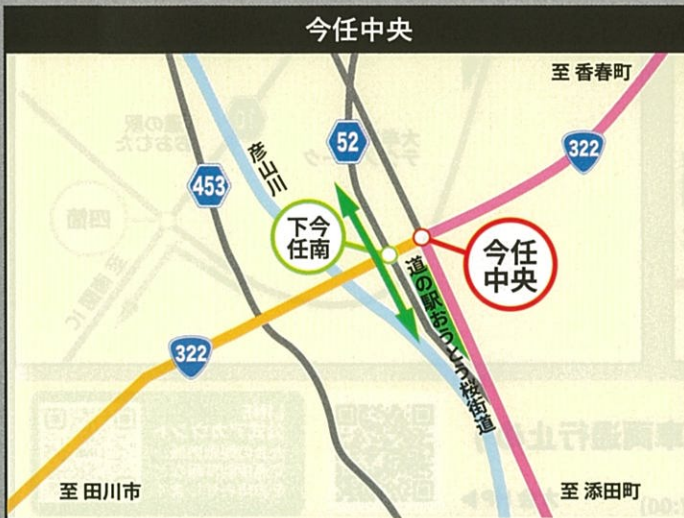 今任中央
至 香春町
322
52
彦山川
453
下今
任南
今任
中央
道の駅おうとう桜街道
322
至 田川市
至 添田町